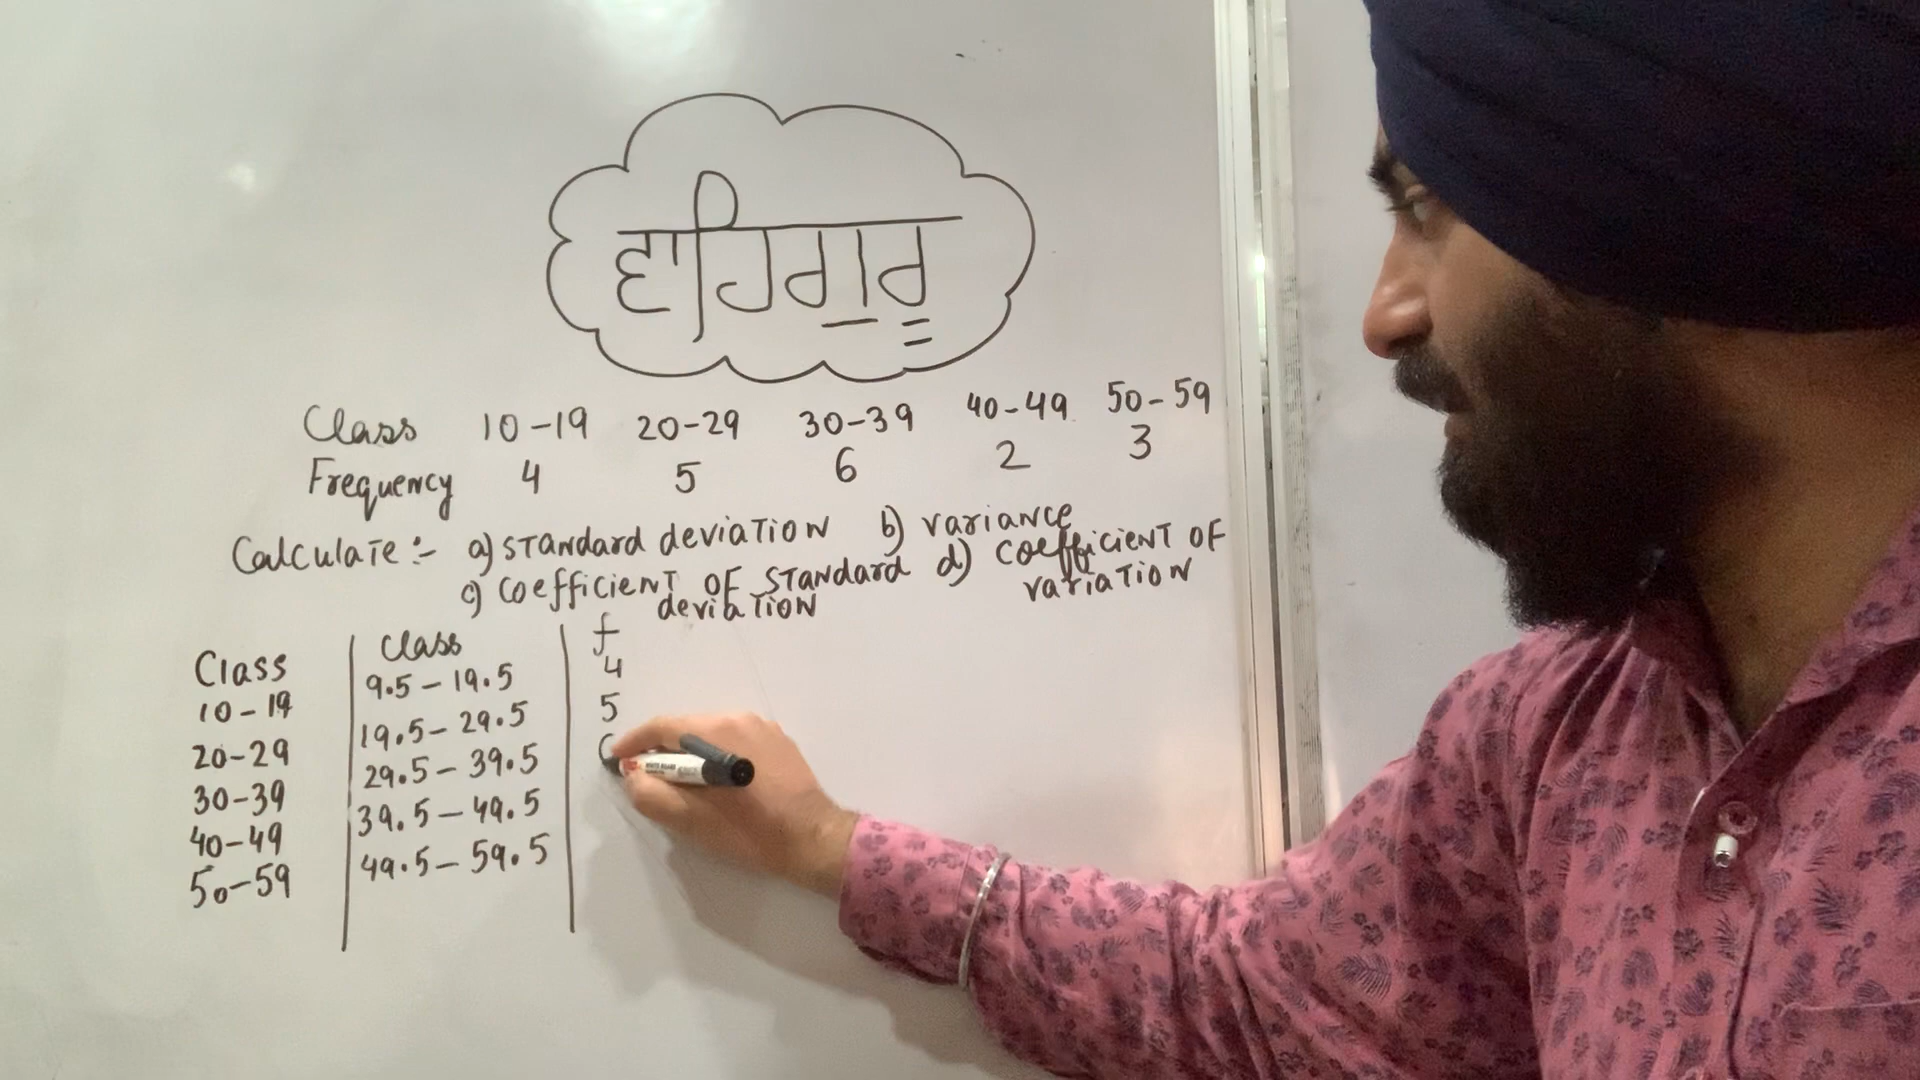 ਵਾਹਿਗੁਰੂ
Class 10-19 20-29 30-39 40-49 50-59
Frequency 4 5 6 2 3
Calculate:- a) standard deviation b) variance
c) coefficient of standard deviation d) coefficient of variation
Class Class f
10-19 9.5-19.5 4
20-29 19.5-29.5 5
30-39 29.5-39.5
40-49 39.5-49.5
50-59 49.5-59.5